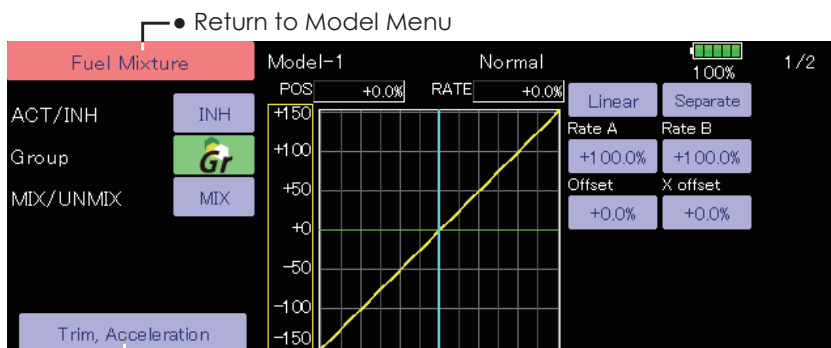 ● Return to Model Menu
Fuel Mixture
Model-1
Normal
100%
1/2
POS +0.0% RATE +0.0%
ACT/INH INH
Group Gr
MIX/UNMIX MIX
Trim, Acceleration
+150
+100
+50
+0
-50
-100
-150
Linear Separate
Rate A Rate B
+100.0% +100.0%
Offset X offset
+0.0% +0.0%